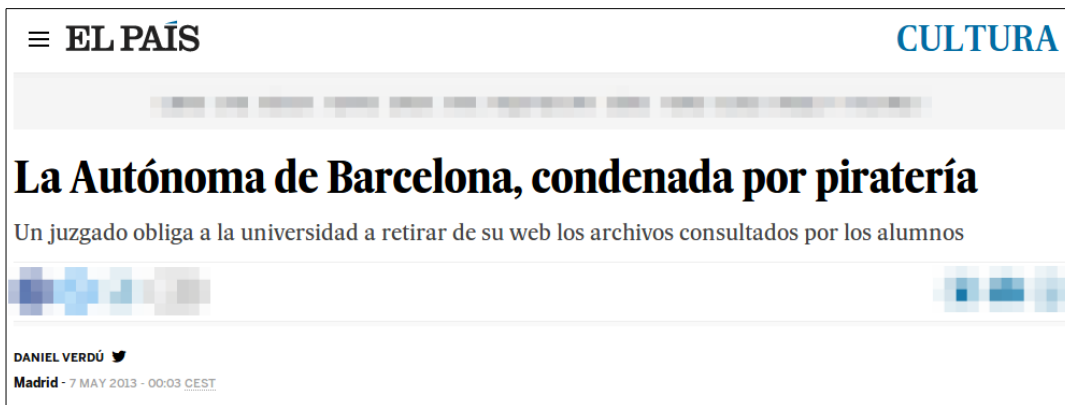 EL PAÍS
CULTURA
La Autónoma de Barcelona, condenada por piratería
Un juzgado obliga a la universidad a retirar de su web los archivos consultados por los alumnos
DANIEL VERDÚ
Madrid - 7 MAY 2013 - 00:03 CEST